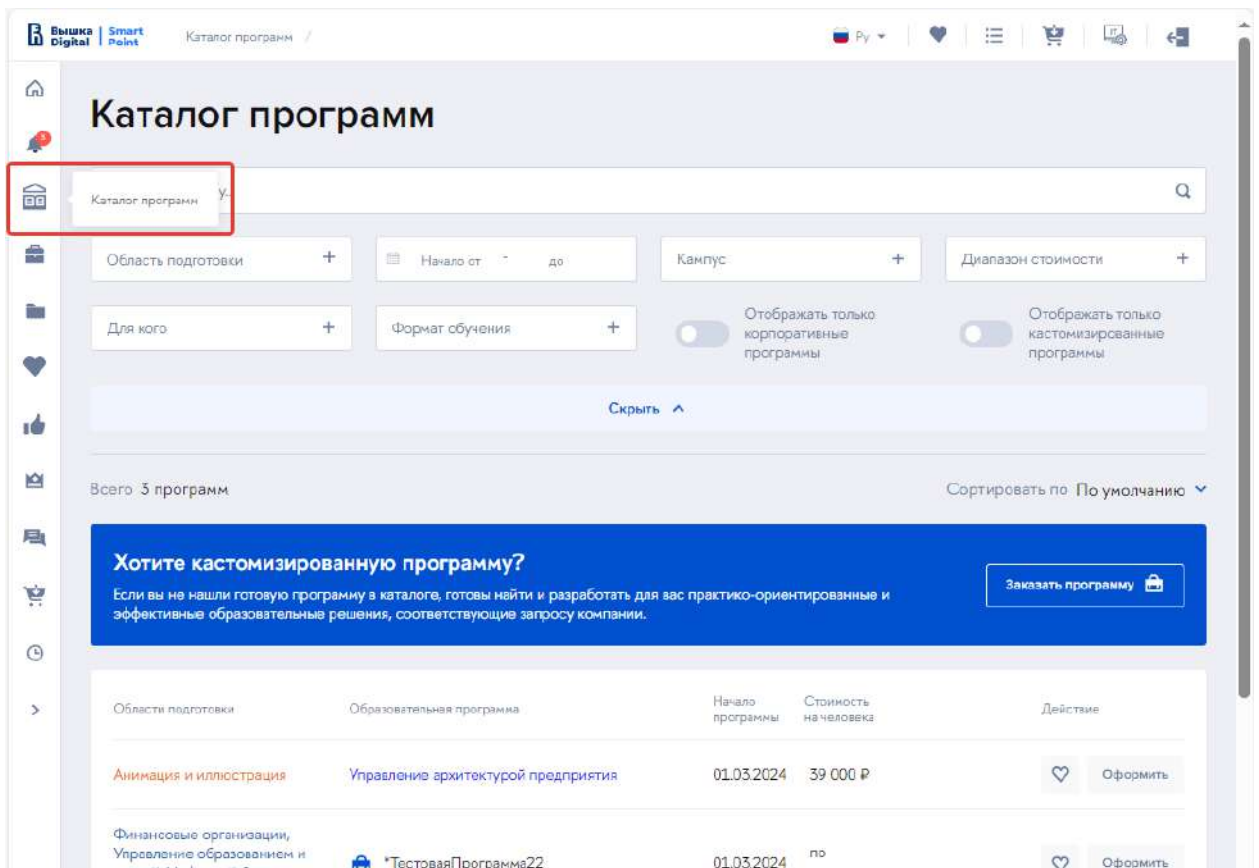 Вышка Digital | Smart Point
Каталог программ /
Ру
Каталог программ
3
Каталог программ
у...
Область подготовки
Начало от - до
Кампус
Диапазон стоимости
Для кого
Формат обучения
Отображать только
корпоративные
программы
Отображать только
кастомизированные
программы
Скрыть
Всего 3 программ
Сортировать по По умолчанию
Хотите кастомизированную программу?
Если вы не нашли готовую программу в каталоге, готовы найти и разработать для вас практико-ориентированные и
эффективные образовательные решения, соответствующие запросу компании.
Заказать программу
Области подготовки
Образовательная программа
Начало
программы
Стоимость
на человека
Действие
Анимация и иллюстрация
Управление архитектурой предприятия
01.03.2024
39 000 ₽
Оформить
Финансовые организации,
Управление образованием и
*ТестоваяПрограмма22
01.03.2024
по
Оформить